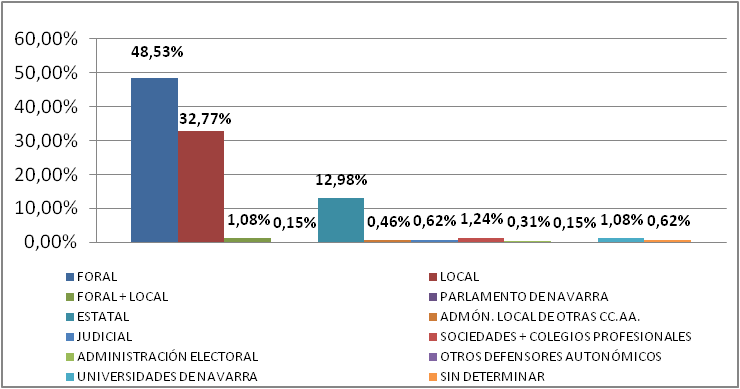 60,00%
50,00%
40,00%
30,00%
20,00%
10,00%
0,00%
48,53%
32,77%
1,08%
0,15%
12,98%
0,46%
0,62%
1,24%
0,31%
0,15%
1,08%
0,62%
FORAL
LOCAL
FORAL + LOCAL
PARLAMENTO DE NAVARRA
ESTATAL
ADMÓN. LOCAL DE OTRAS CC.AA.
JUDICIAL
SOCIEDADES + COLEGIOS PROFESIONALES
ADMINISTRACIÓN ELECTORAL
OTROS DEFENSORES AUTONÓMICOS
UNIVERSIDADES DE NAVARRA
SIN DETERMINAR